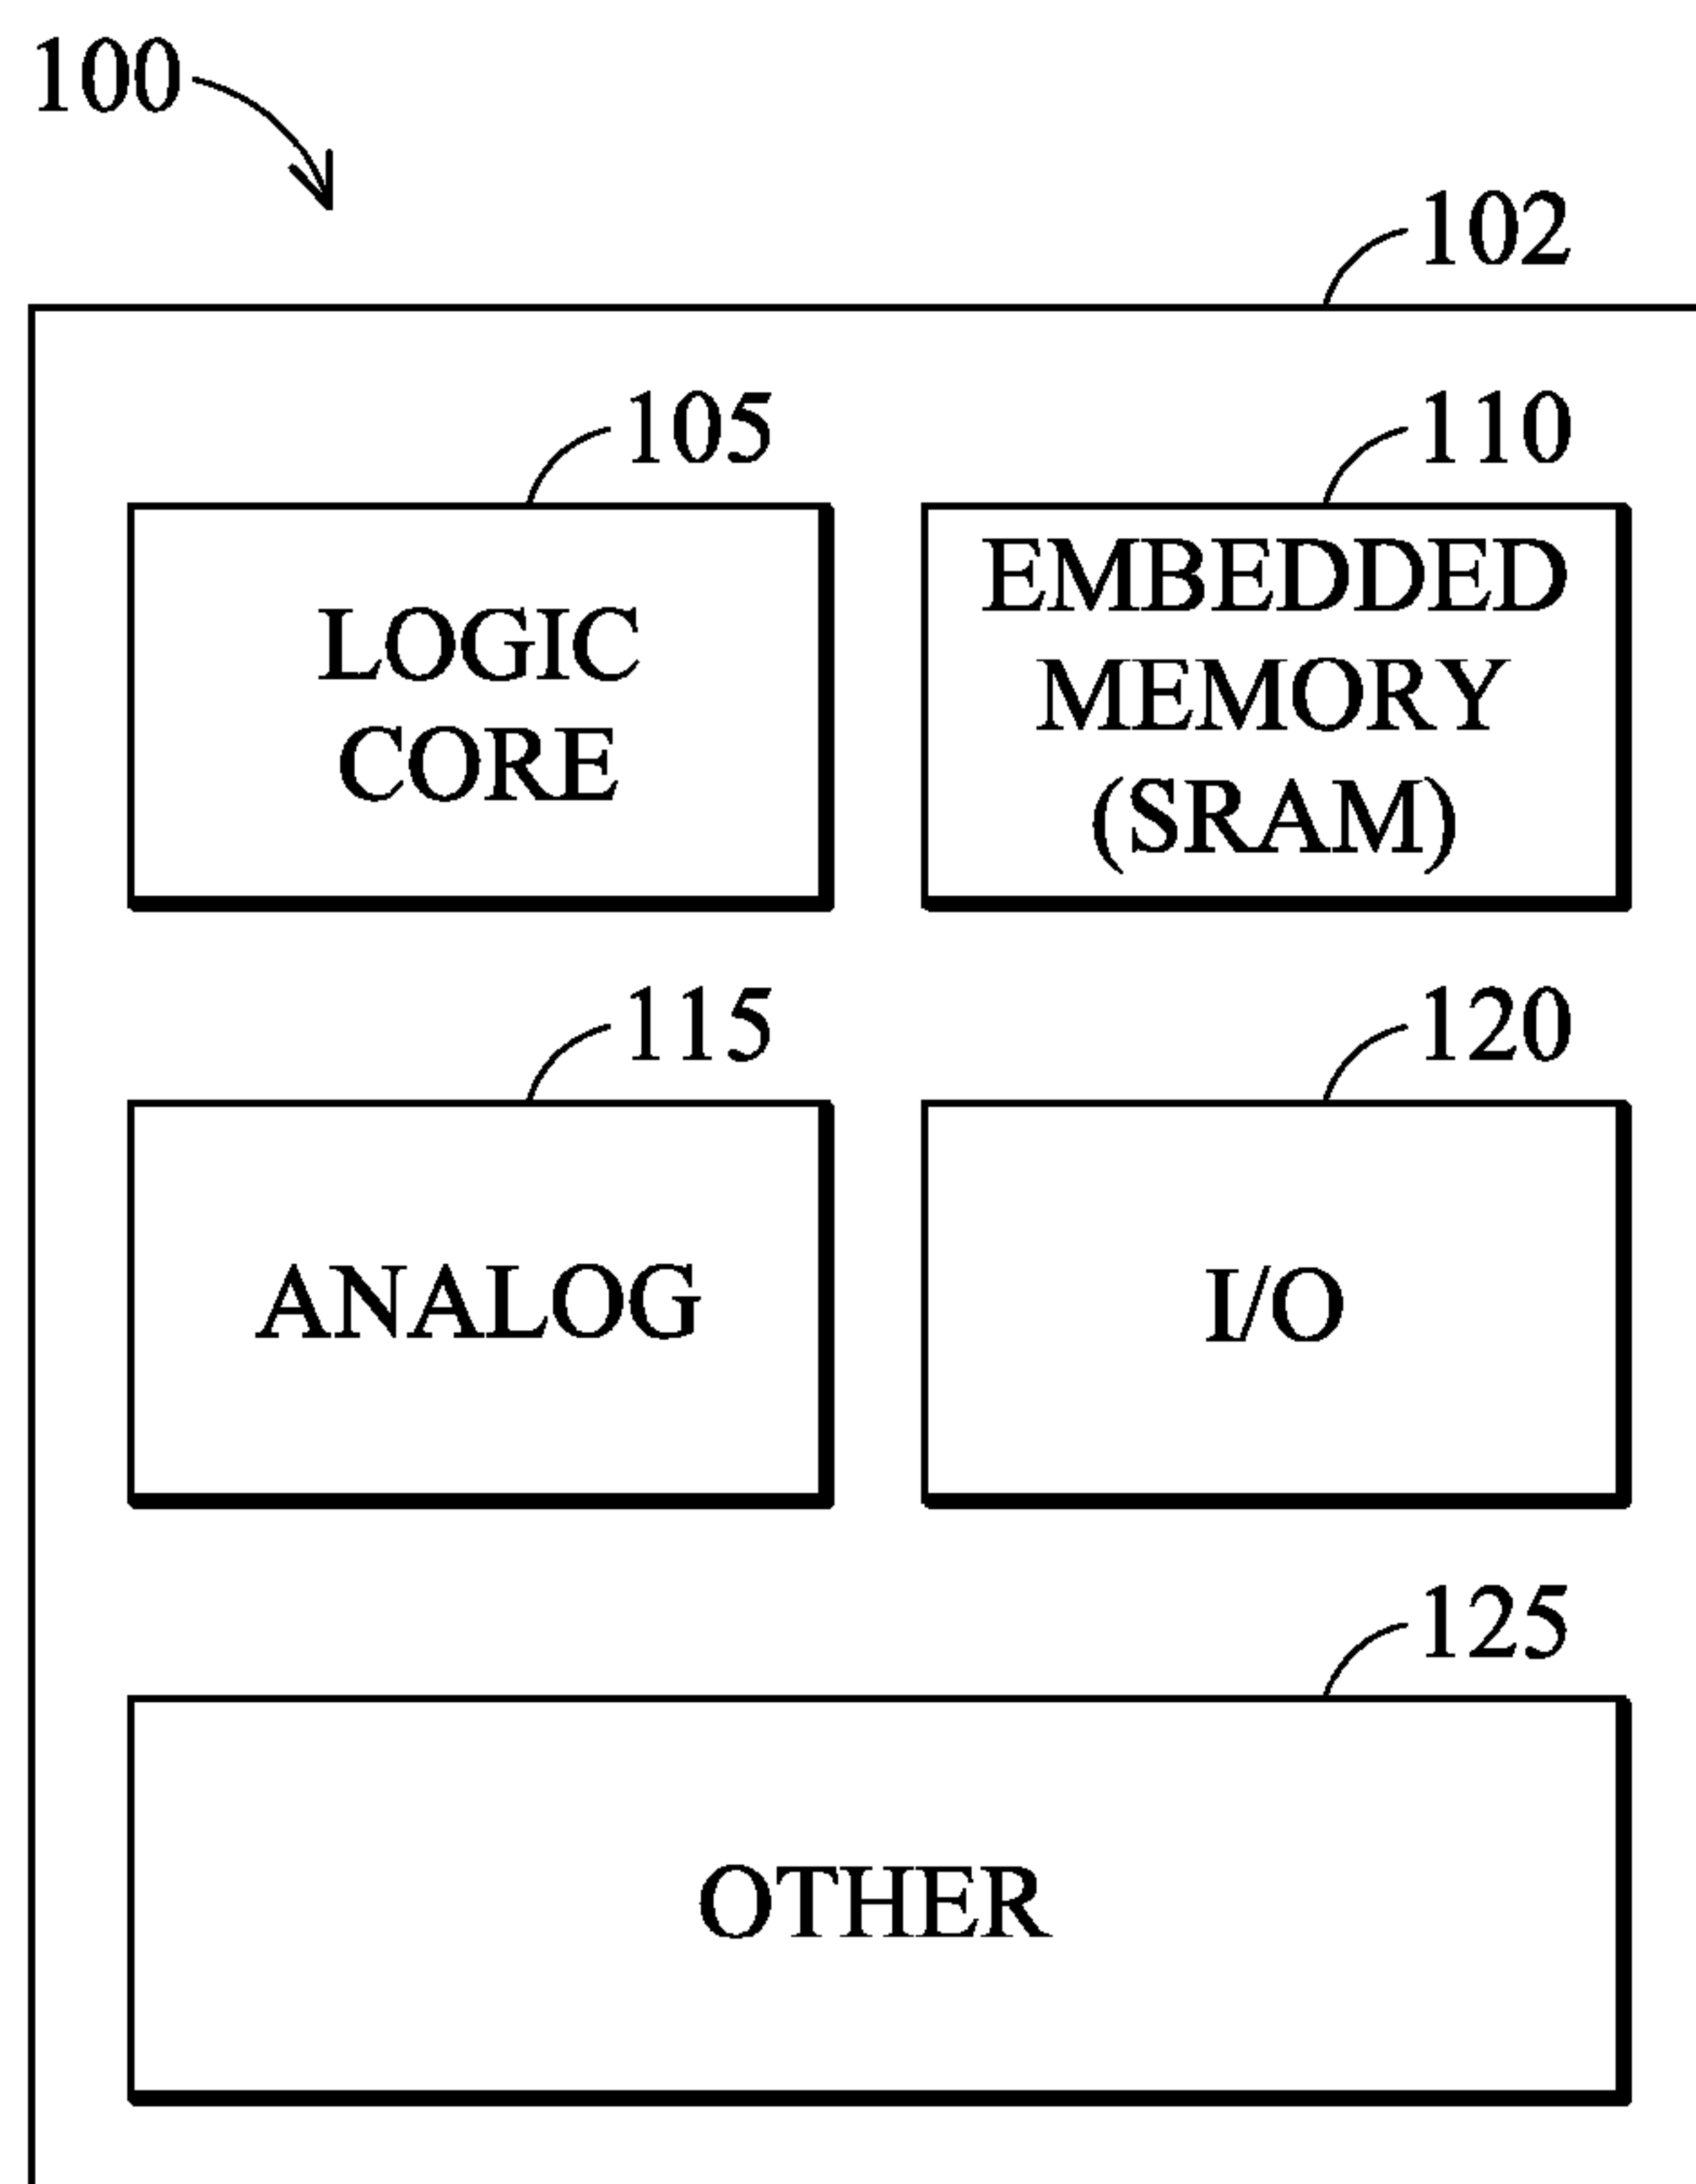 100
102
105
110
LOGIC
CORE
EMBEDDED
MEMORY
(SRAM)
115
120
ANALOG
I/O
125
OTHER